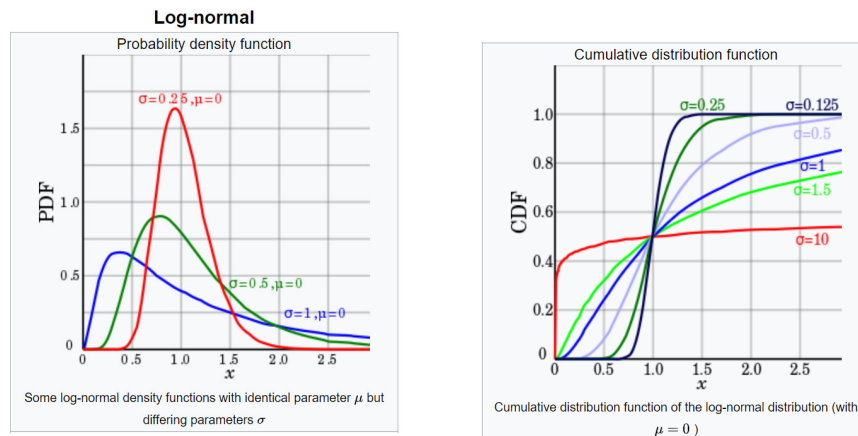 Log-normal
Probability density function
σ=0.25,μ=0
1.5
1.0
PDF
0.5
σ=0.5,μ=0
σ=1,μ=0
0
0 0.5 1.0 1.5 2.0 2.5
x
Some log-normal density functions with identical parameter μ but
differing parameters σ
Cumulative distribution function
σ=0.25 σ=0.125
1.0
σ=0.5
0.8
σ=1
σ=1.5
0.6
CDF
σ=10
0.4
0.2
0
0 0.5 1.0 1.5 2.0 2.5
x
Cumulative distribution function of the log-normal distribution (with
μ = 0 )